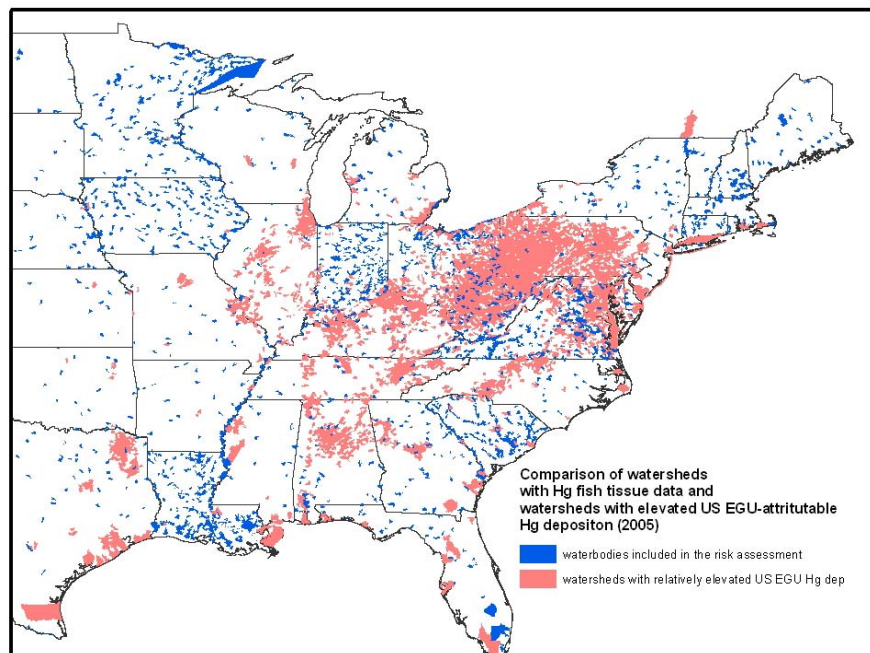 Comparison of watersheds
with Hg fish tissue data and
watersheds with elevated US EGU-attritutable
Hg depositon (2005)
waterbodies included in the risk assessment
watersheds with relatively elevated US EGU Hg dep